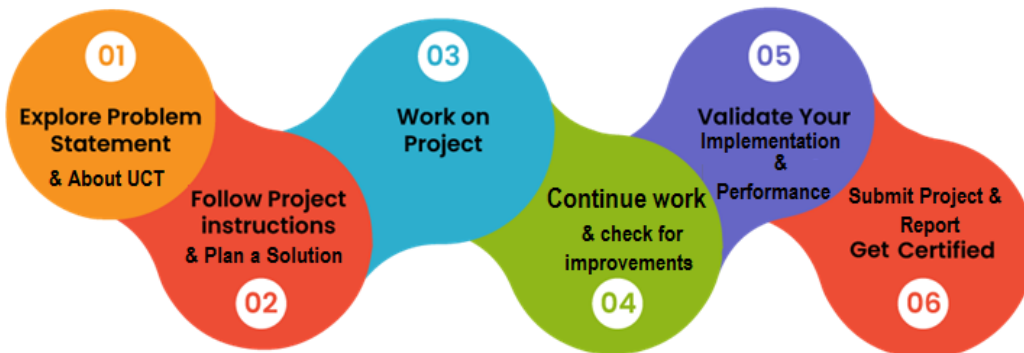 01
Explore Problem
Statement
& About UCT
Follow Project
instructions
& Plan a Solution
02
03
Work on
Project
Continue work
& check for
improvements
04
05
Validate Your
Implementation
&
Performance
Submit Project &
Report
Get Certified
06